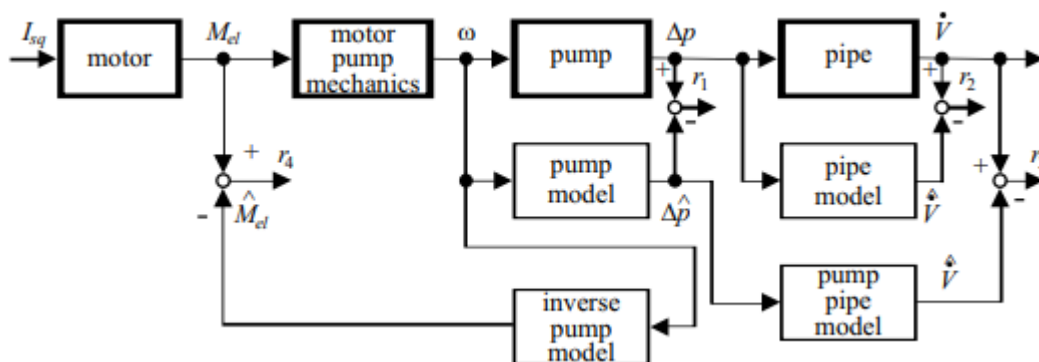 I_sq
motor
M_el
motor
pump
mechanics
ω
pump
Δp
pipe
V̇
+
r_1
-
+
r_2
-
pump
model
Δp̂
pipe
model
V̇̂
+
r_4
-
M̂_el
+
-
inverse
pump
model
pump
pipe
model
V̇̂